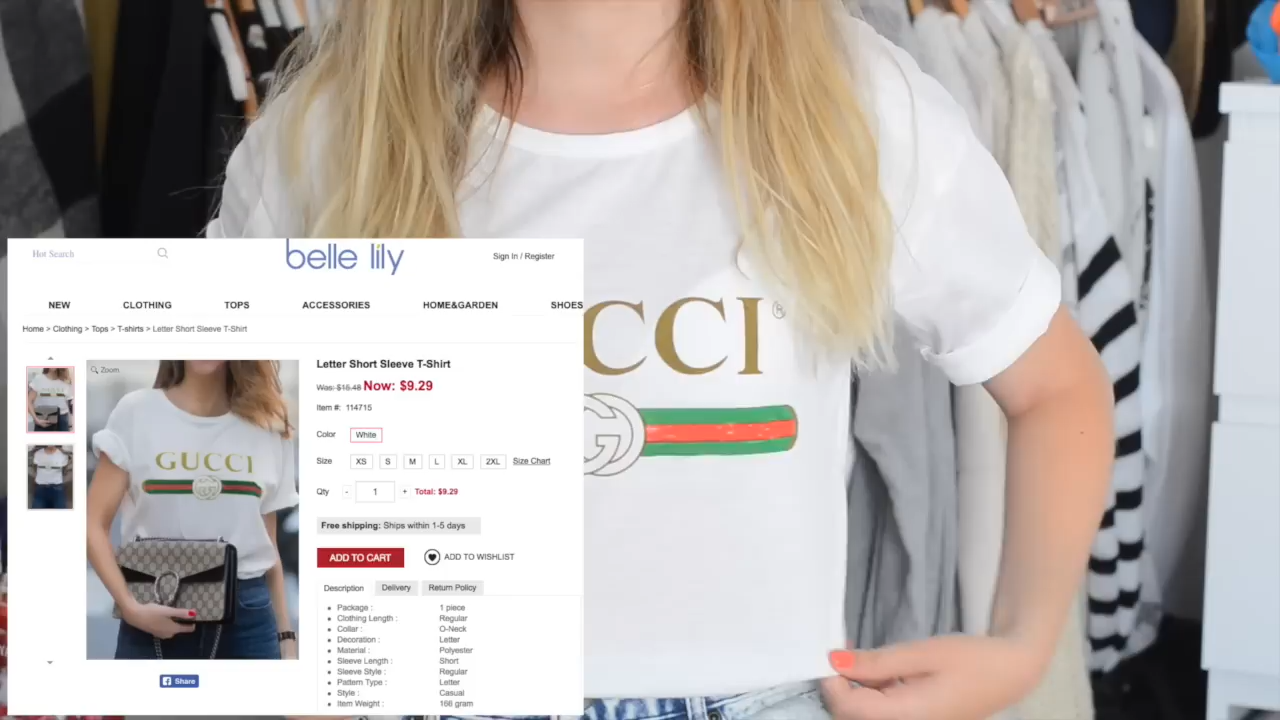 Hot Search
belle lily
Sign In / Register
NEW CLOTHING TOPS ACCESSORIES HOME&GARDEN SHOES
Home > Clothing > Tops > T-shirts > Letter Short Sleeve T-Shirt
Zoom
Letter Short Sleeve T-Shirt
Was: $15.48 Now: $9.29
Item #: 114715
Color White
Size XS S M L XL 2XL Size Chart
Qty - 1 + Total: $9.29
Free shipping: Ships within 1-5 days
ADD TO CART ADD TO WISHLIST
Description Delivery Return Policy
Package : 1 piece
Clothing Length : Regular
Collar : O-Neck
Decoration : Letter
Material : Polyester
Sleeve Length : Short
Sleeve Style : Regular
Pattern Type : Letter
Style : Casual
Item Weight : 166 gram
GUCCI
Share
CCI®
G